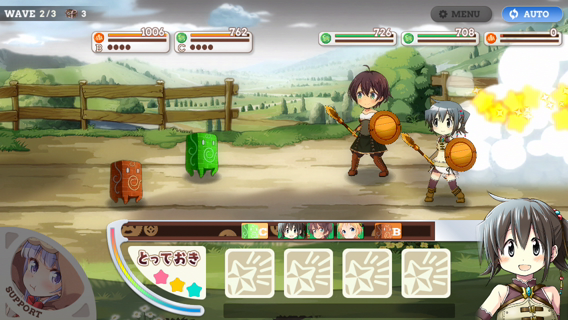 WAVE 2/3 3
MENU
AUTO
1006
B
762
C
726
708
0
C
B
とっておき
SUPPORT